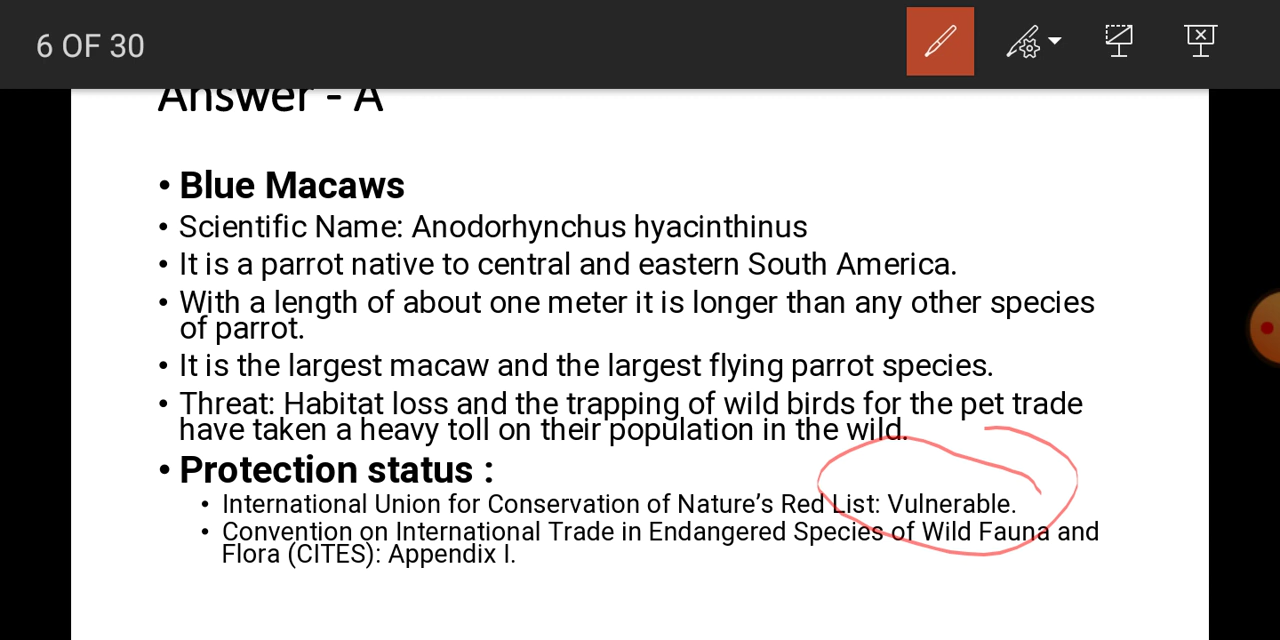 6 OF 30
Answer - A
• Blue Macaws
• Scientific Name: Anodorhynchus hyacinthinus
• It is a parrot native to central and eastern South America.
• With a length of about one meter it is longer than any other species
of parrot.
• It is the largest macaw and the largest flying parrot species.
• Threat: Habitat loss and the trapping of wild birds for the pet trade
have taken a heavy toll on their population in the wild.
• Protection status :
• International Union for Conservation of Nature’s Red List: Vulnerable.
• Convention on International Trade in Endangered Species of Wild Fauna and
Flora (CITES): Appendix I.